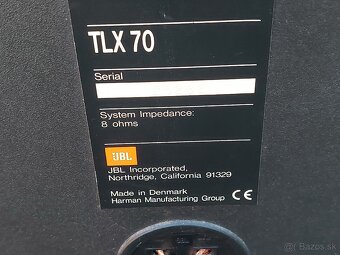 TLX 70
Serial
System Impedance:
8 ohms
JBL
JBL Incorporated,
Northridge, California 91329
Made in Denmark
Harman Manufacturing Group CE
JBL
Bazos.sk